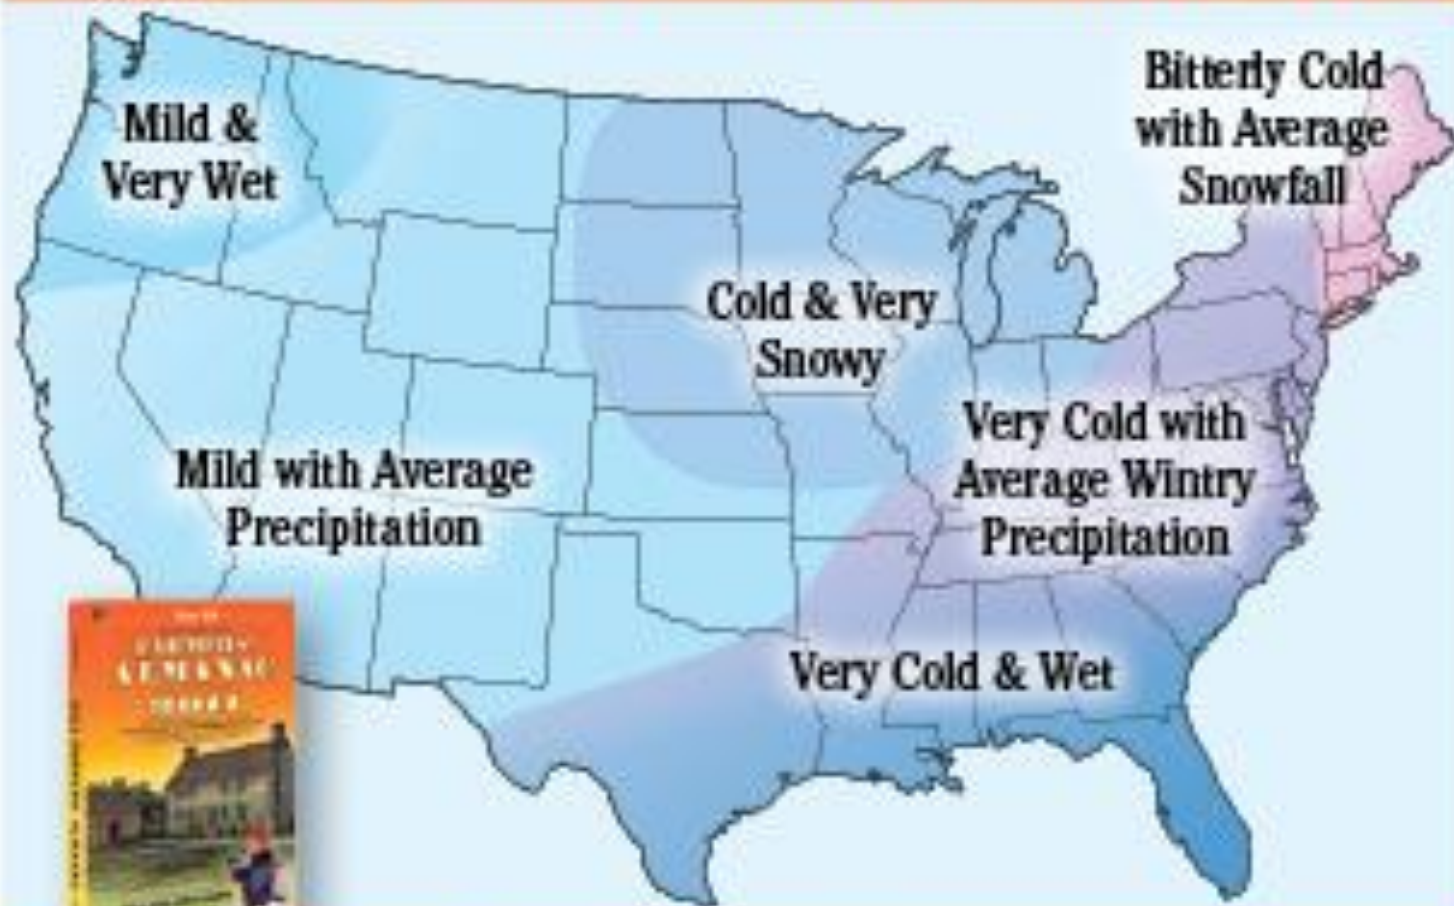 Mild &
Very Wet
Bitterly Cold
with Average
Snowfall
Cold & Very
Snowy
Very Cold with
Average Wintry
Precipitation
Mild with Average
Precipitation
Very Cold & Wet
ALMANAC